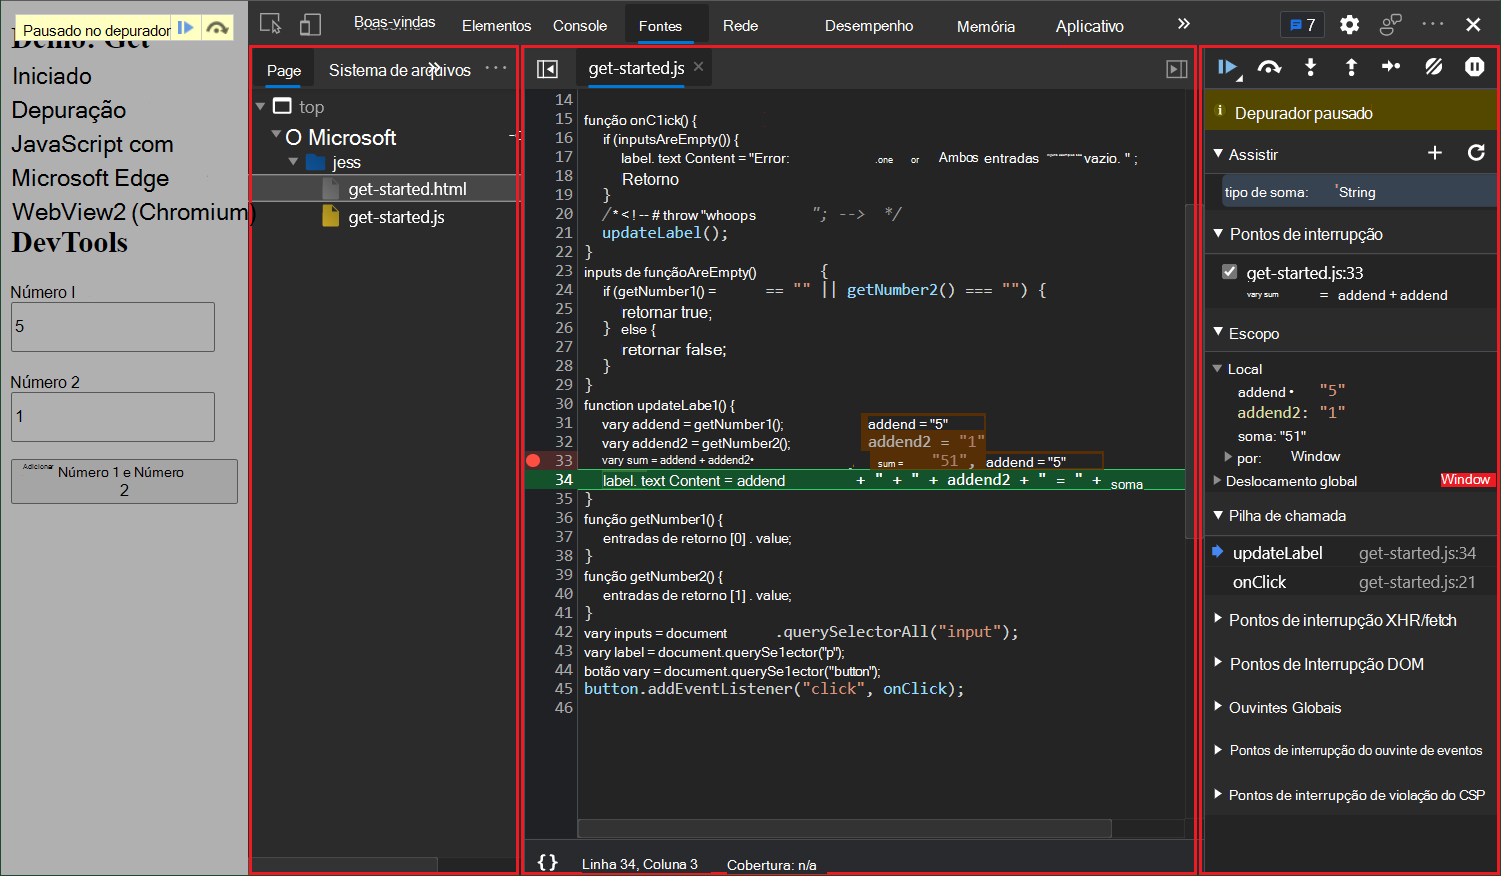 Pausado no depurador
Demo: Get
Iniciado
Depuração
JavaScript com
Microsoft Edge
WebView2 (Chromium)
DevTools
Número I
5
Número 2
1
Adicionar Número 1 e Número
2
Boas-vindas
Elementos
Console
Fontes
Rede
Desempenho
Memória
Aplicativo
7
Page
Sistema de arquivos
top
O Microsoft
jess
get-started.html
get-started.js
get-started.js
14
15 função onC1ick() {
16 if (inputsAreEmpty()) {
17 label. text Content = "Error: .one or Ambos entradas vazio. " ;
18 Retorno
19 }
20 /* < ! -- # throw "whoops "; --> */
21 updateLabel();
22 }
23 inputs de funçãoAreEmpty() {
24 if (getNumber1() = == "" || getNumber2() === "") {
25 retornar true;
26 } else {
27 retornar false;
28 }
29 }
30 function updateLabe1() {
31 vary addend = getNumber1(); addend = "5"
32 vary addend2 = getNumber2(); addend2 = "1"
33 vary sum = addend + addend2• sum = "51", addend = "5"
34 label. text Content = addend + " + " + addend2 + " = " + soma
35 }
36 função getNumber1() {
37 entradas de retorno [0] . value;
38 }
39 função getNumber2() {
40 entradas de retorno [1] . value;
41 }
42 vary inputs = document .querySelectorAll("input");
43 vary label = document.querySe1ector("p");
44 botão vary = document.querySe1ector("button");
45 button.addEventListener("click", onClick);
46
{} Linha 34, Coluna 3 Cobertura: n/a
Depurador pausado
Assistir
tipo de soma: 'String
Pontos de interrupção
get-started.js:33
vary sum = addend + addend
Escopo
Local
addend • "5"
addend2: "1"
soma: "51"
por: Window
Deslocamento global Window
Pilha de chamada
updateLabel get-started.js:34
onClick get-started.js:21
Pontos de interrupção XHR/fetch
Pontos de Interrupção DOM
Ouvintes Globais
Pontos de interrupção do ouvinte de eventos
Pontos de interrupção de violação do CSP